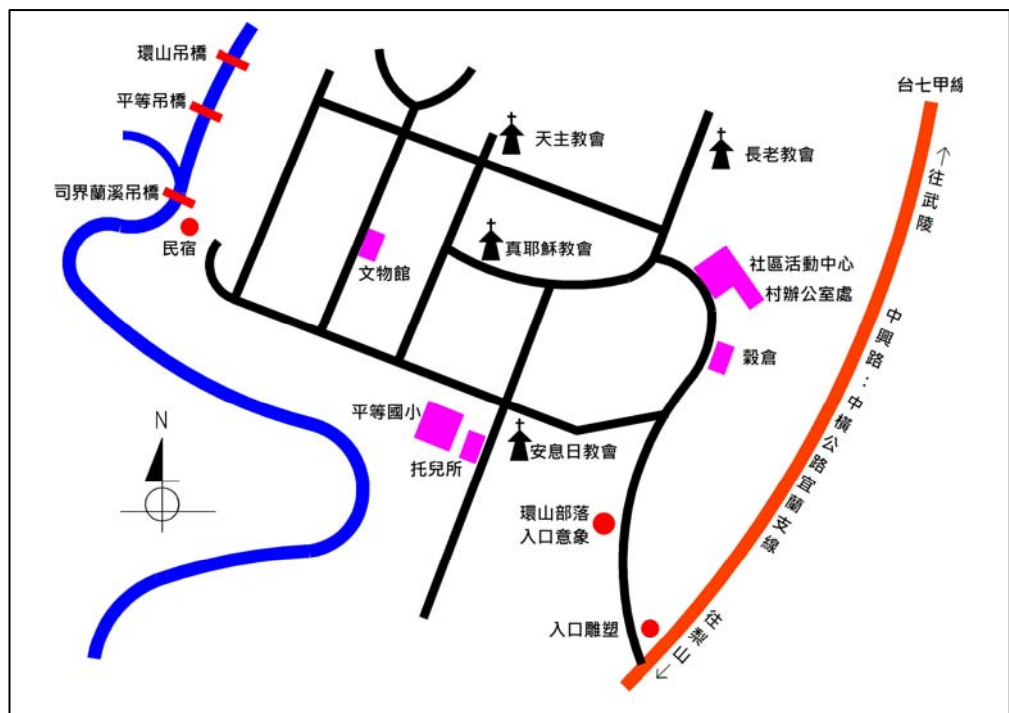 環山吊橋
平等吊橋
司界蘭溪吊橋
民宿
文物館
天主教會
真耶穌教會
長老教會
台七甲線
←往武陵
社區活動中心
村辦公室處
穀倉
中興路：中橫公路宜蘭支線
平等國小
托兒所
安息日教會
N
環山部落
入口意象
入口雕塑
往梨山→